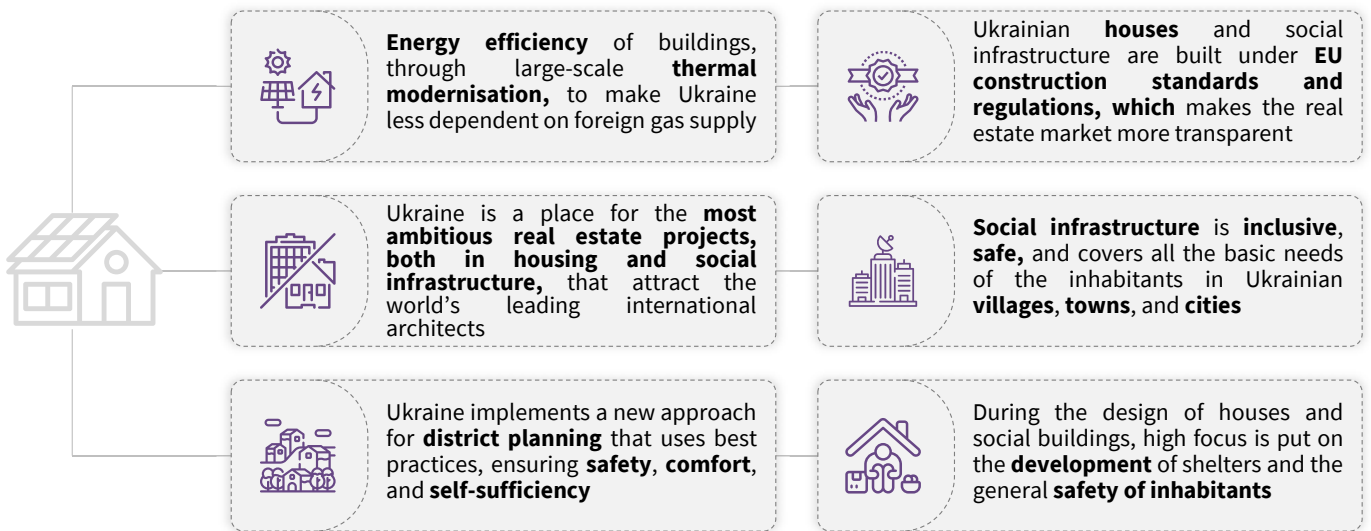 Energy efficiency of buildings,
through large-scale thermal
modernisation, to make Ukraine
less dependent on foreign gas supply
Ukrainian houses and social
infrastructure are built under EU
construction standards and
regulations, which makes the real
estate market more transparent
Ukraine is a place for the most
ambitious real estate projects,
both in housing and social
infrastructure, that attract the
world's leading international
architects
Social infrastructure is inclusive,
safe, and covers all the basic needs
of the inhabitants in Ukrainian
villages, towns, and cities
Ukraine implements a new approach
for district planning that uses best
practices, ensuring safety, comfort,
and self-sufficiency
During the design of houses and
social buildings, high focus is put on
the development of shelters and the
general safety of inhabitants